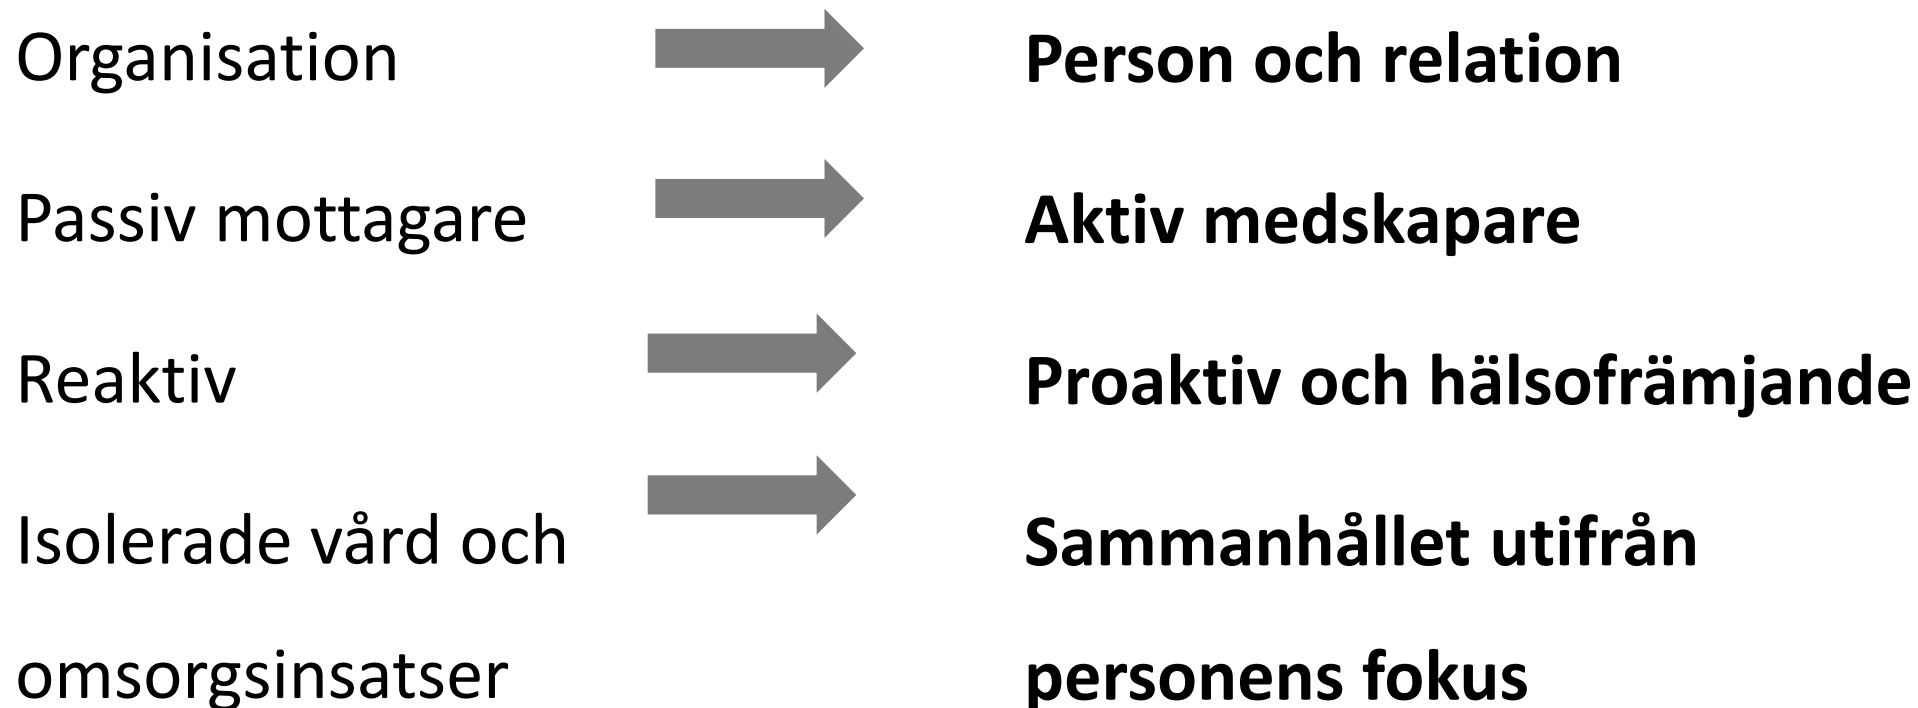 Organisation
Person och relation
Passiv mottagare
Aktiv medskapare
Reaktiv
Proaktiv och hälsofrämjande
Isolerade vård och
omsorgsinsatser
Sammanhållet utifrån
personens fokus